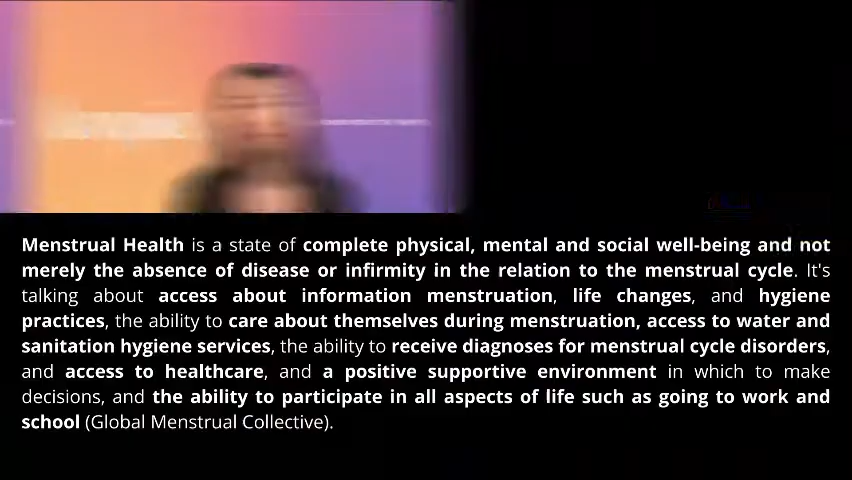 Menstrual Health is a state of complete physical, mental and social well-being and not
merely the absence of disease or infirmity in the relation to the menstrual cycle. It's
talking about access about information menstruation, life changes, and hygiene
practices, the ability to care about themselves during menstruation, access to water and
sanitation hygiene services, the ability to receive diagnoses for menstrual cycle disorders,
and access to healthcare, and a positive supportive environment in which to make
decisions, and the ability to participate in all aspects of life such as going to work and
school (Global Menstrual Collective).